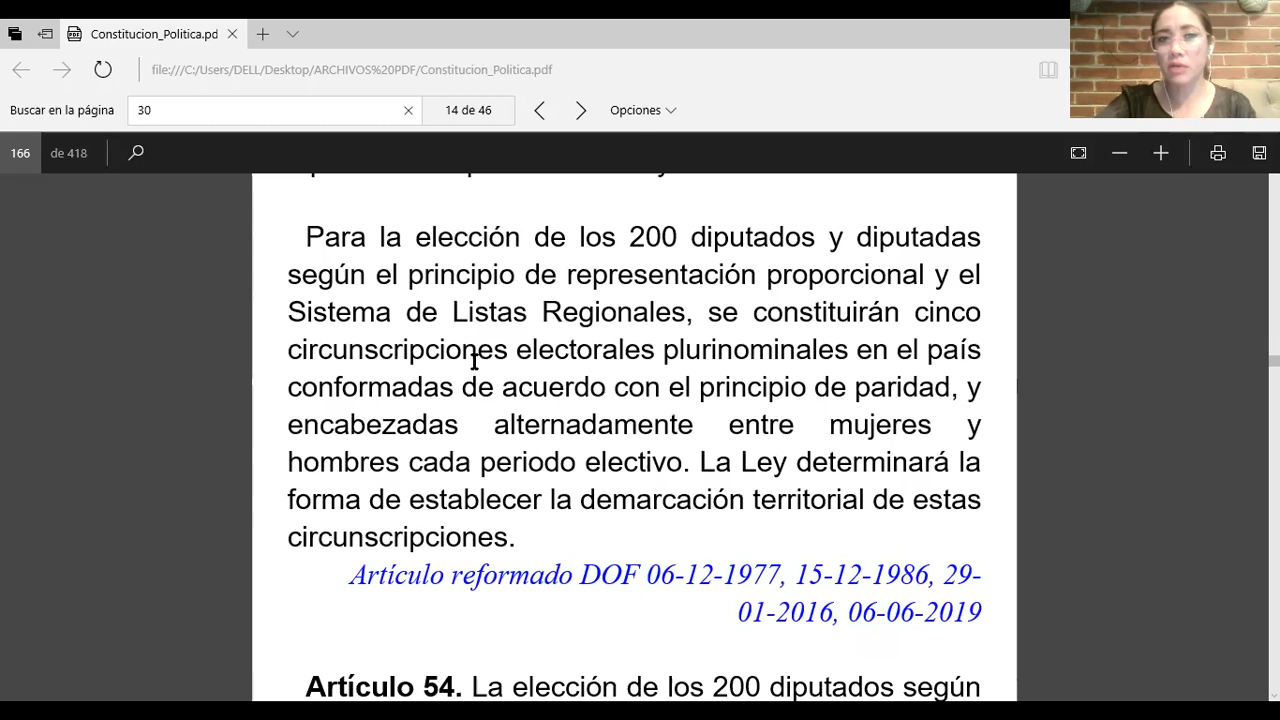 Constitucion_Politica.pd
file:///C:/Users/DELL/Desktop/ARCHIVOS%20PDF/Constitucion_Politica.pdf
Buscar en la página 30 14 de 46 Opciones
166 de 418
Para la elección de los 200 diputados y diputadas
según el principio de representación proporcional y el
Sistema de Listas Regionales, se constituirán cinco
circunscripciones electorales plurinominales en el país
conformadas de acuerdo con el principio de paridad, y
encabezadas alternadamente entre mujeres y
hombres cada periodo electivo. La Ley determinará la
forma de establecer la demarcación territorial de estas
circunscripciones.
Artículo reformado DOF 06-12-1977, 15-12-1986, 29-
01-2016, 06-06-2019
Artículo 54. La elección de los 200 diputados según